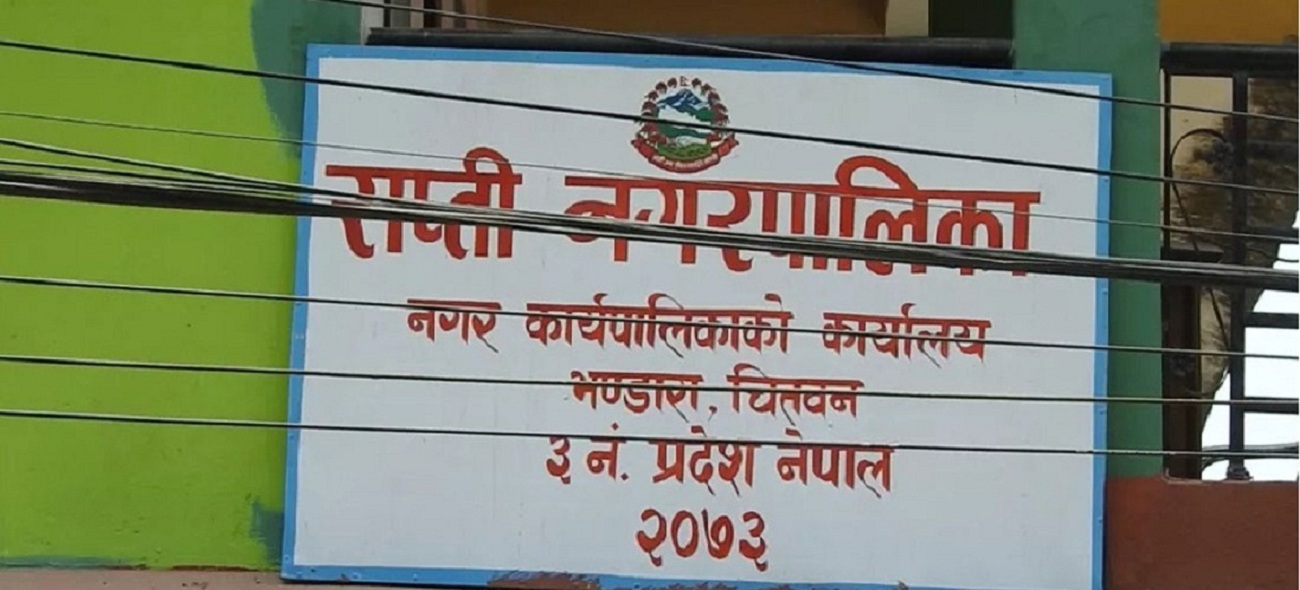 राप्ती नगरपालिका
नगर कार्यपालिकाको कार्यालय
भण्डारा, चितवन
३ नं. प्रदेश नेपाल
२०७३